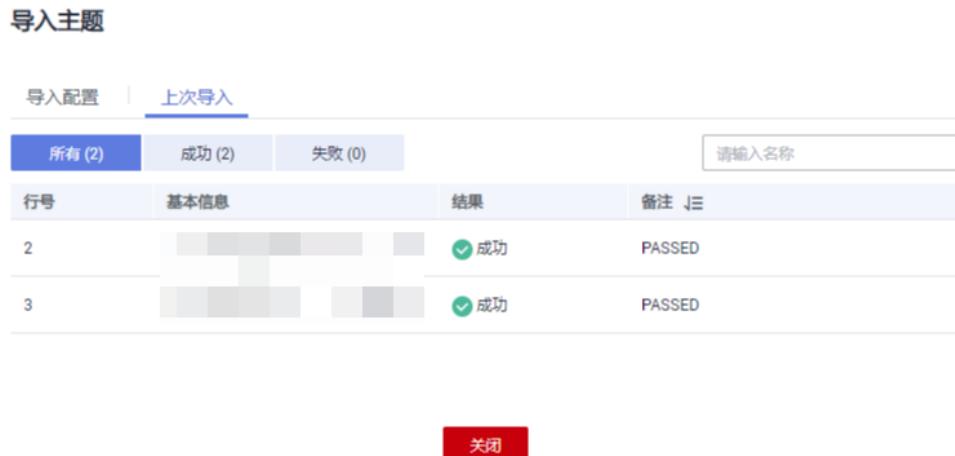 导入主题
导入配置 上次导入
所有 (2) 成功 (2) 失败 (0) 请输入名称
行号 基本信息 结果 备注
2 成功 PASSED
3 成功 PASSED
关闭